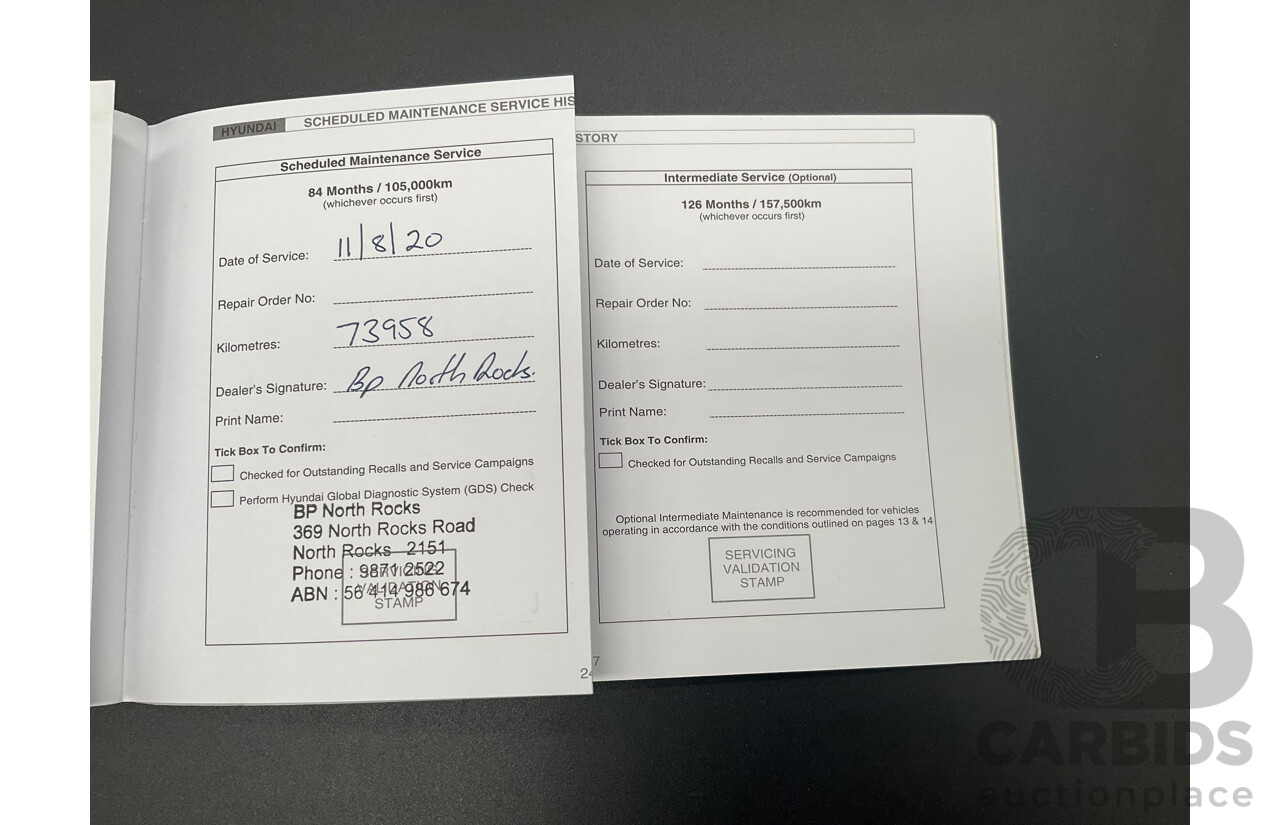 HYUNDAI SCHEDULED MAINTENANCE SERVICE HIS
Scheduled Maintenance Service
84 Months / 105,000km
(whichever occurs first)
Date of Service: 11/8/20
Repair Order No:
Kilometres: 73958
Dealer's Signature: Bp North Rocks.
Print Name:
Tick Box To Confirm:
Checked for Outstanding Recalls and Service Campaigns
Perform Hyundai Global Diagnostic System (GDS) Check
BP North Rocks
369 North Rocks Road
North Rocks 2151
Phone : 9871 2522
ABN : 56 414 986 674
SERVICING
VALIDATION
STAMP
24
STORY
Intermediate Service (Optional)
126 Months / 157,500km
(whichever occurs first)
Date of Service:
Repair Order No:
Kilometres:
Dealer's Signature:
Print Name:
Tick Box To Confirm:
Checked for Outstanding Recalls and Service Campaigns
Optional Intermediate Maintenance is recommended for vehicles
operating in accordance with the conditions outlined on pages 13 & 14
SERVICING
VALIDATION
STAMP
7
CB
CARBIDS
auctionplace